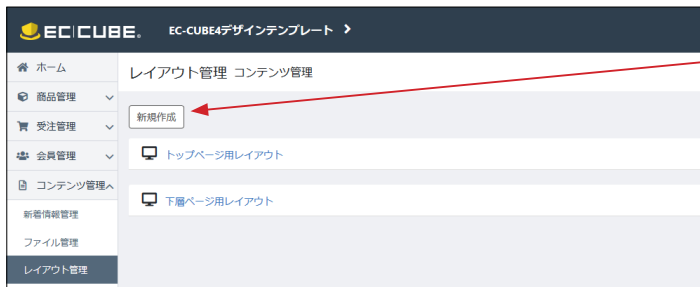 EC CUBE. EC-CUBE4デザインテンプレート
ホーム
商品管理
受注管理
会員管理
コンテンツ管理
新着情報管理
ファイル管理
レイアウト管理
レイアウト管理 コンテンツ管理
新規作成
トップページ用レイアウト
下層ページ用レイアウト